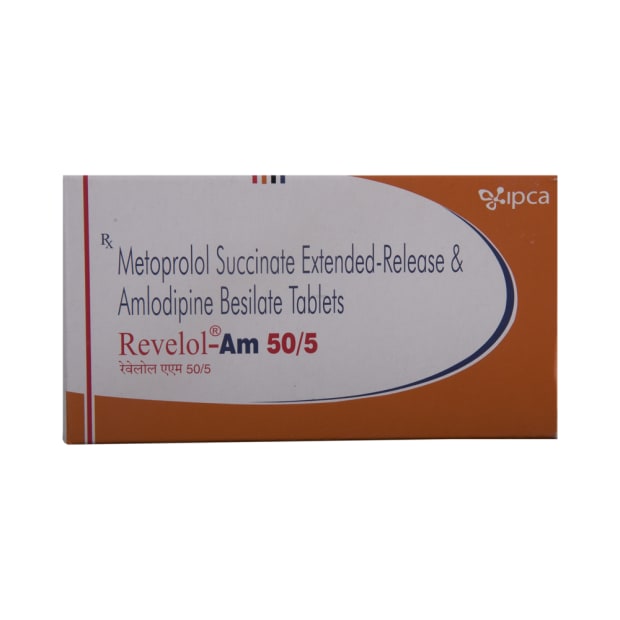 ipca
Rx
Metoprolol Succinate Extended-Release &
Amlodipine Besilate Tablets
Revelol®-Am 50/5
रेवेलोल एएम 50/5